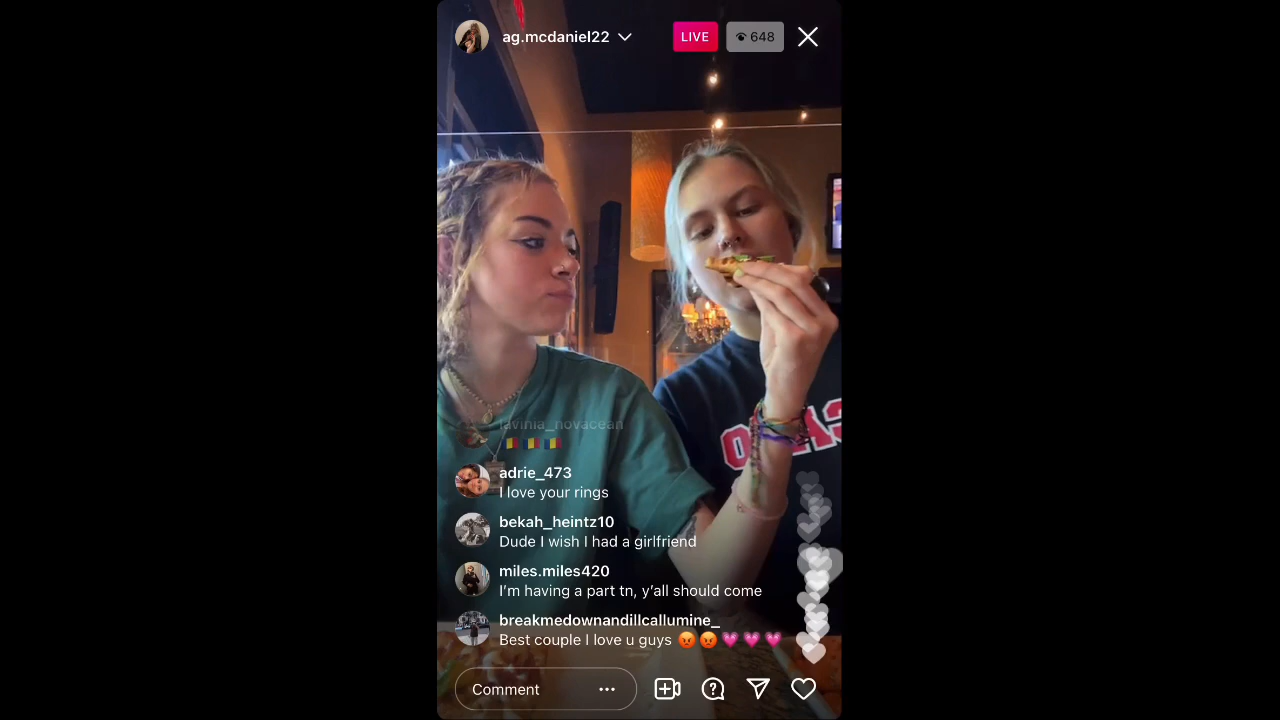 ag.mcdaniel22
LIVE
648
lavinia_novacean
adrie_473
I love your rings
bekah_heintz10
Dude I wish I had a girlfriend
miles.miles420
I’m having a part tn, y’all should come
breakmedownandillcallumine_
Best couple I love u guys 😡😡💗💗💗
Comment